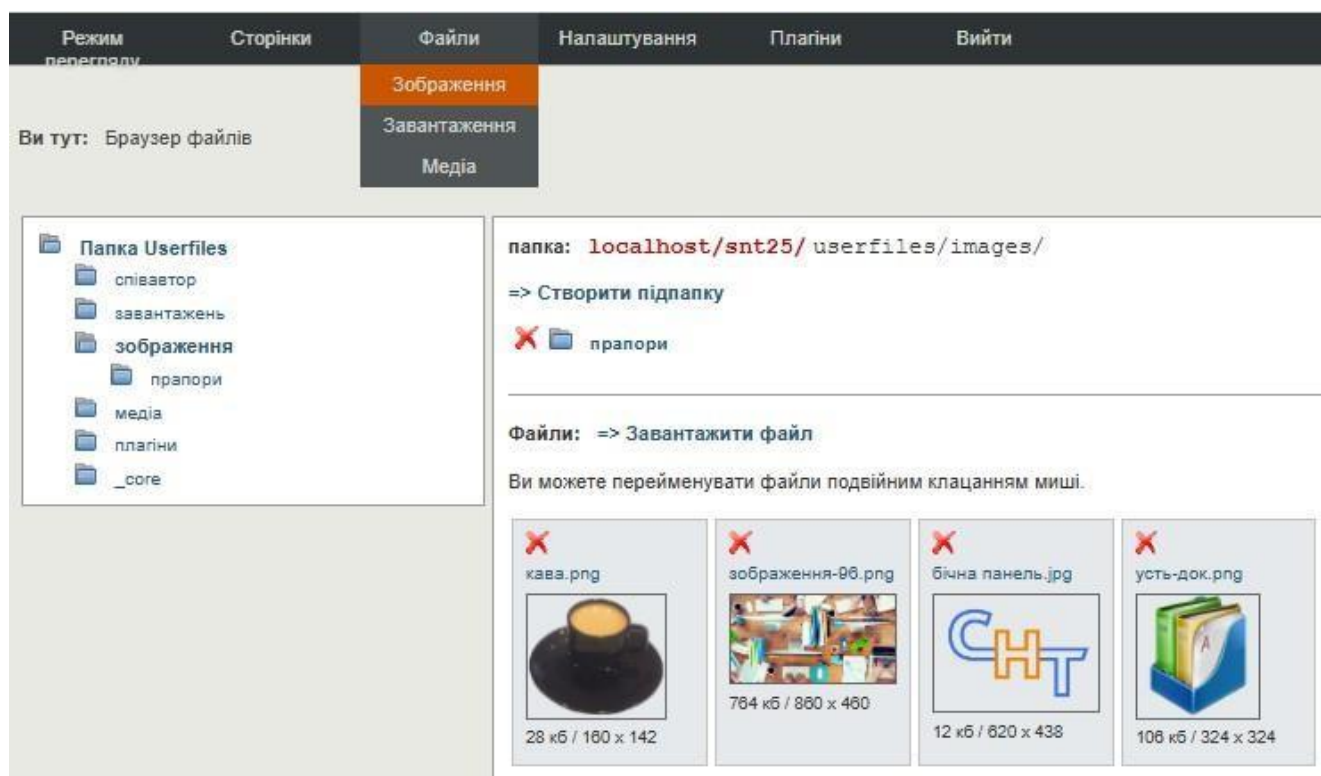 Режим перегляду Сторінки Файли Налаштування Плагіни Вийти
Зображення
Завантаження
Медіа
Ви тут: Браузер файлів
Папка Userfiles
співавтор
завантажень
зображення
прапори
медіа
плагіни
_core
папка: localhost/snt25/ userfiles/images/
=> Створити підпапку
прапори
Файли: => Завантажити файл
Ви можете перейменувати файли подвійним клацанням миші.
кава.png зображення-96.png бічна панель.jpg усть-док.png
A
СНТ
28 кб / 160 x 142 764 кб / 860 x 460 12 кб / 620 x 438 106 кб / 324 x 324